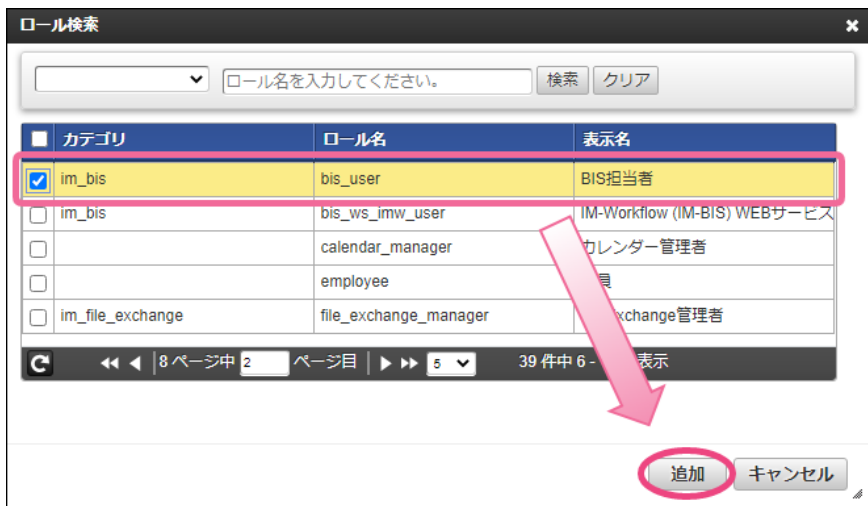 ロール検索
ロール名を入力してください。 検索 クリア
カテゴリ ロール名 表示名
im_bis bis_user BIS担当者
im_bis bis_ws_imw_user IM-Workflow (IM-BIS) WEBサービス
calendar_manager カレンダー管理者
employee 員
im_file_exchange file_exchange_manager xchange管理者
8 ページ中 2 ページ目 5 39 件中 6 - 表示
追加 キャンセル